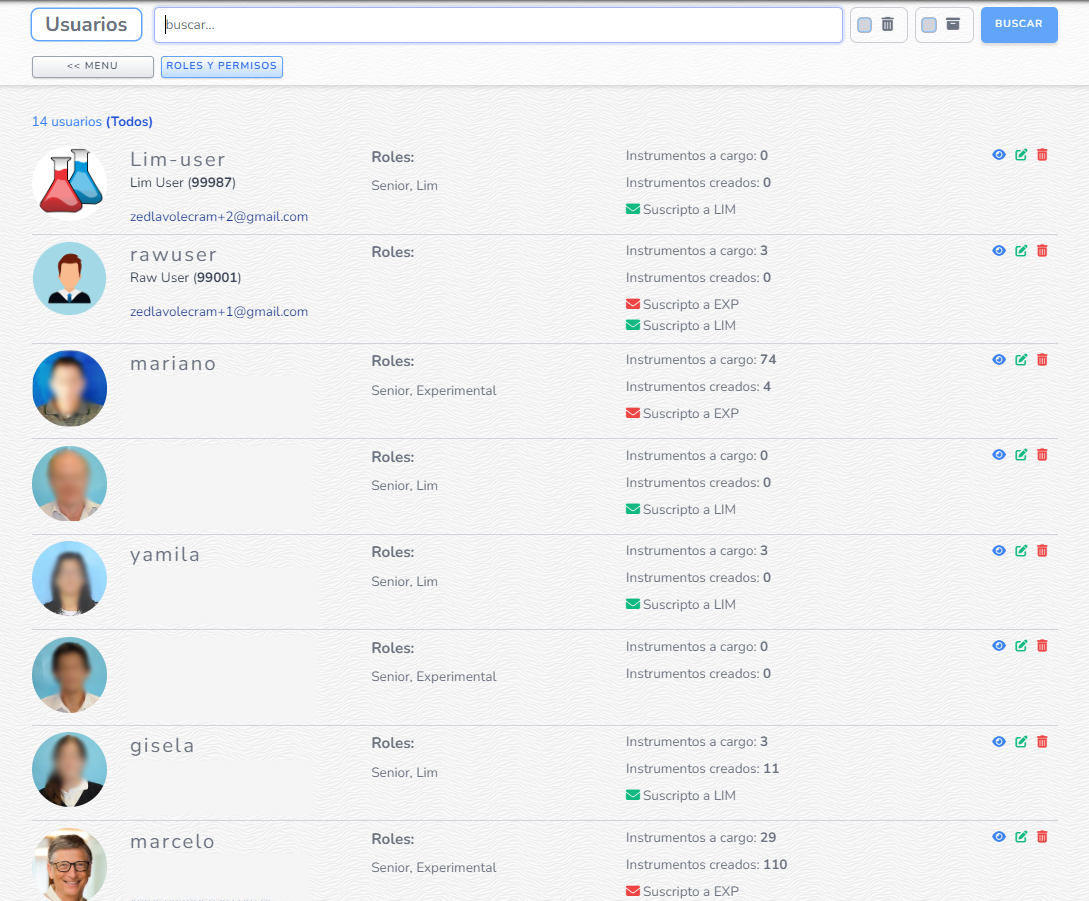 Usuarios
buscar...
BUSCAR
<< MENU
ROLES Y PERMISOS
14 usuarios (Todos)
Lim-user
Lim User (99987)
zedlavolecram+2@gmail.com
Roles:
Senior, Lim
Instrumentos a cargo: 0
Instrumentos creados: 0
Suscripto a LIM
rawuser
Raw User (99001)
zedlavolecram+1@gmail.com
Roles:
Instrumentos a cargo: 3
Instrumentos creados: 0
Suscripto a EXP
Suscripto a LIM
mariano
Roles:
Senior, Experimental
Instrumentos a cargo: 74
Instrumentos creados: 4
Suscripto a EXP
Roles:
Senior, Lim
Instrumentos a cargo: 0
Instrumentos creados: 0
Suscripto a LIM
yamila
Roles:
Senior, Lim
Instrumentos a cargo: 3
Instrumentos creados: 0
Suscripto a LIM
Roles:
Senior, Experimental
Instrumentos a cargo: 0
Instrumentos creados: 0
gisela
Roles:
Senior, Lim
Instrumentos a cargo: 3
Instrumentos creados: 11
Suscripto a LIM
marcelo
Roles:
Senior, Experimental
Instrumentos a cargo: 29
Instrumentos creados: 110
Suscripto a EXP